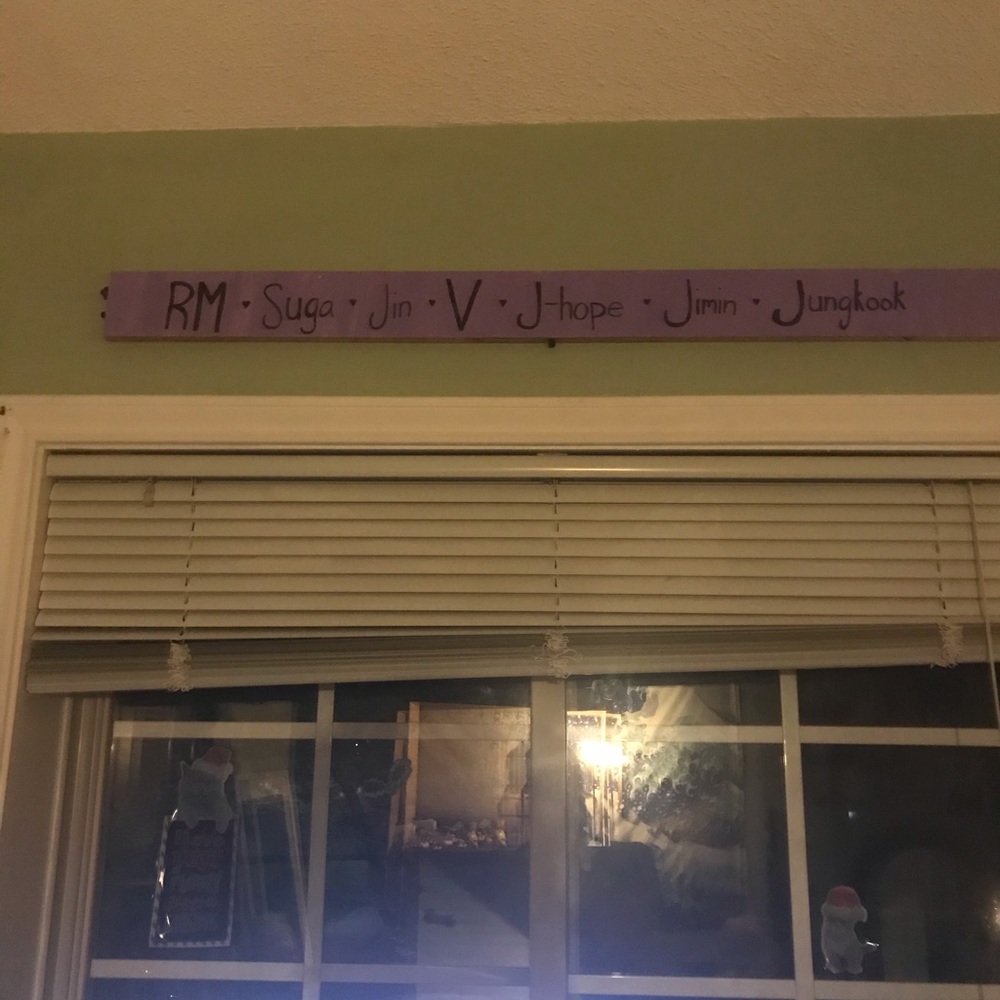 RM ♥ Suga ♥ Jin ♥ V ♥ J-hope ♥ Jimin ♥ Jungkook